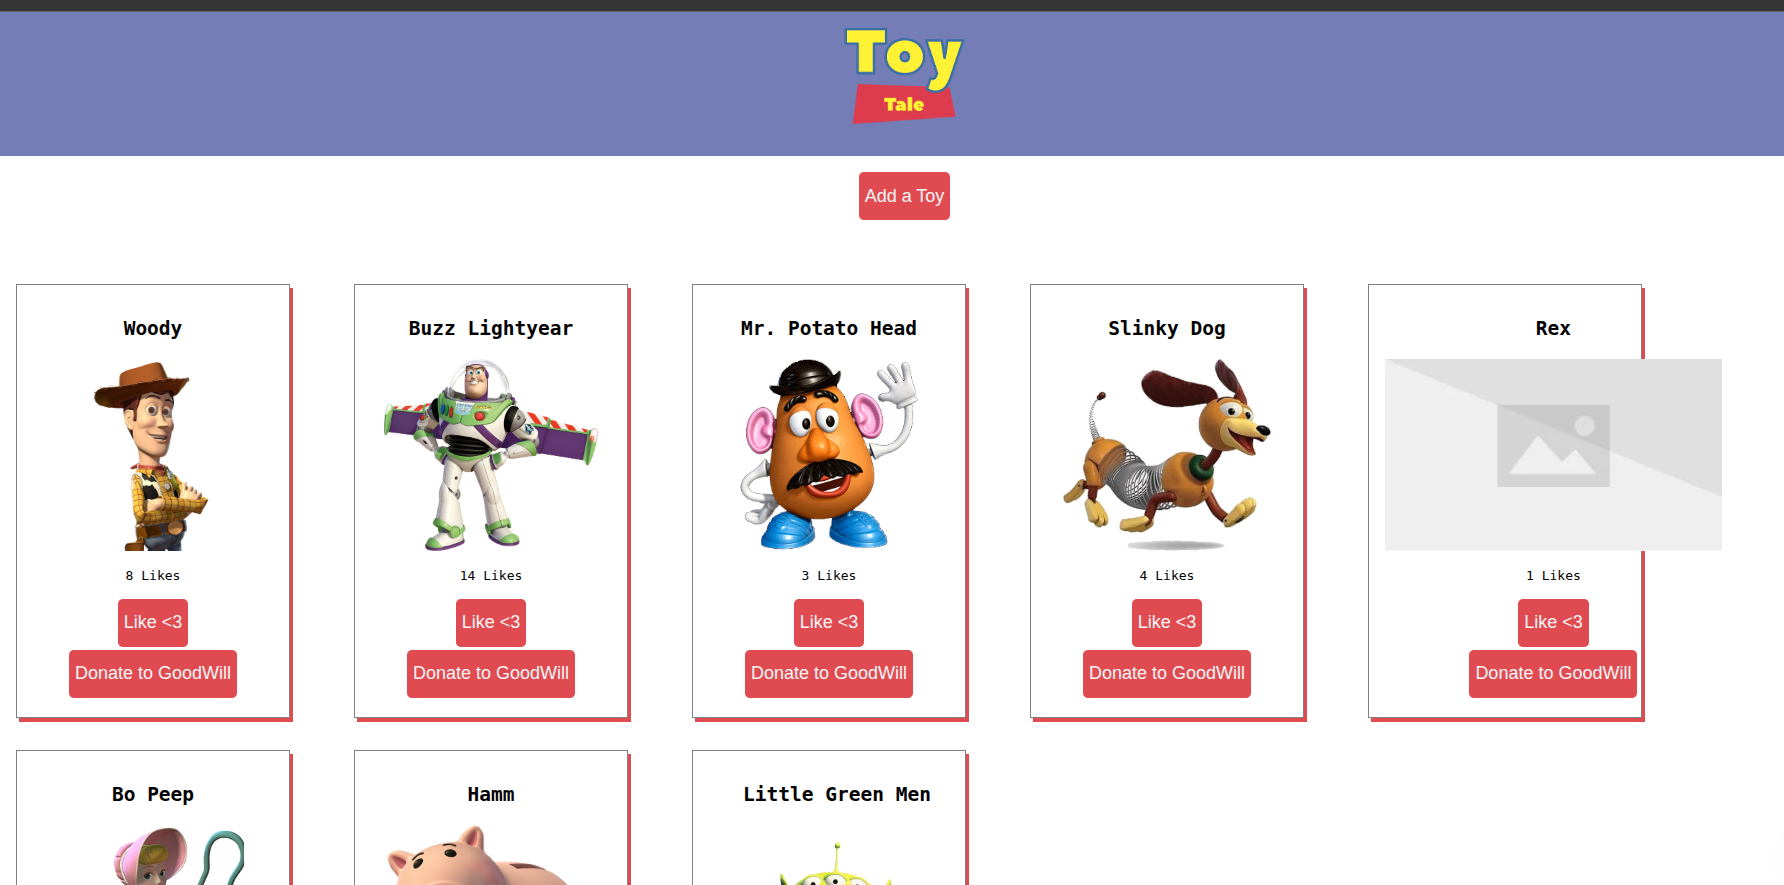 Toy
Tale
Add a Toy
Woody
Buzz Lightyear
Mr. Potato Head
Slinky Dog
Rex
8 Likes
14 Likes
3 Likes
4 Likes
1 Likes
Like <3
Like <3
Like <3
Like <3
Like <3
Donate to GoodWill
Donate to GoodWill
Donate to GoodWill
Donate to GoodWill
Donate to GoodWill
Bo Peep
Hamm
Little Green Men